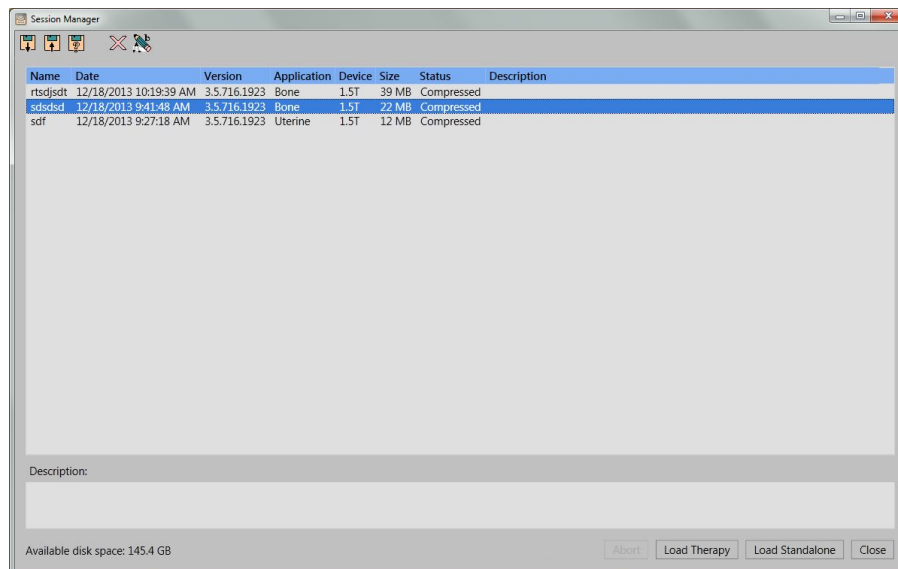 Session Manager
Name Date Version Application Device Size Status Description
rtsdjsdt 12/18/2013 10:19:39 AM 3.5.716.1923 Bone 1.5T 39 MB Compressed
sdsdsd 12/18/2013 9:41:48 AM 3.5.716.1923 Bone 1.5T 22 MB Compressed
sdf 12/18/2013 9:27:18 AM 3.5.716.1923 Uterine 1.5T 12 MB Compressed
Description:
Available disk space: 145.4 GB Abort Load Therapy Load Standalone Close